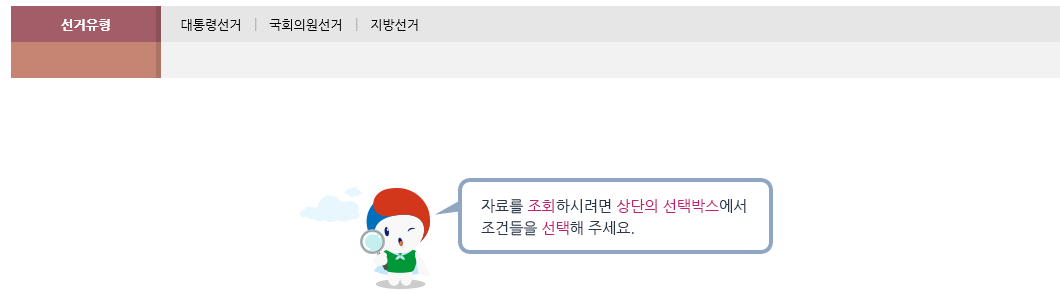 선거유형 대통령선거 | 국회의원선거 | 지방선거
자료를 조회하시려면 상단의 선택박스에서
조건들을 선택해 주세요.